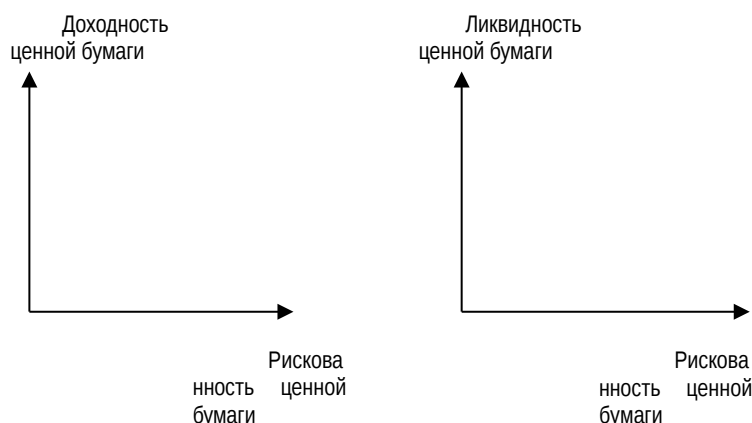 Доходность
ценной бумаги
Ликвидность
ценной бумаги
Рискова
нность ценной
бумаги
Рискова
нность ценной
бумаги